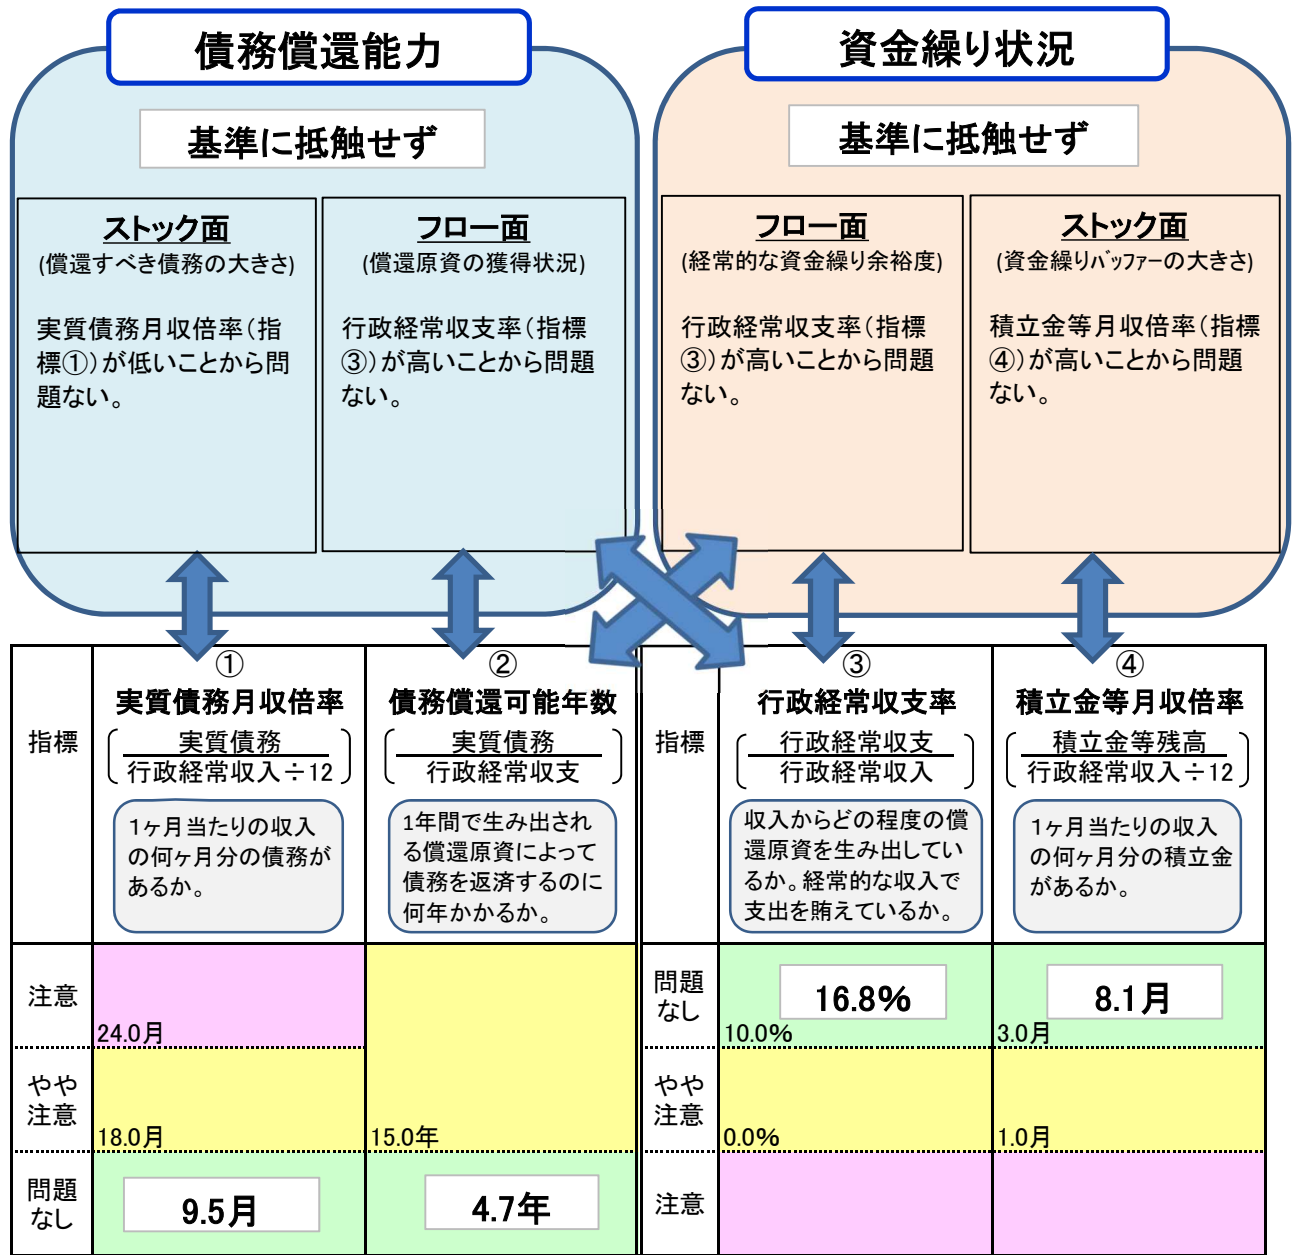 債務償還能力
基準に抵触せず
ストック面
(償還すべき債務の大きさ)
実質債務月収倍率(指
標①)が低いことから問
題ない。
フロー面
(償還原資の獲得状況)
行政経常収支率(指標
③)が高いことから問題
ない。
資金繰り状況
基準に抵触せず
フロー面
(経常的な資金繰り余裕度)
行政経常収支率(指標
③)が高いことから問題
ない。
ストック面
(資金繰りバッファーの大きさ)
積立金等月収倍率(指標
④)が高いことから問題
ない。
指標
①
実質債務月収倍率
実質債務
行政経常収入÷12
1ヶ月当たりの収入
の何ヶ月分の債務が
あるか。
②
債務償還可能年数
実質債務
行政経常収支
1年間で生み出され
る償還原資によって
債務を返済するのに
何年かかるか。
指標
③
行政経常収支率
行政経常収支
行政経常収入
収入からどの程度の償
還原資を生み出してい
るか。経常的な収入で
支出を賄えているか。
④
積立金等月収倍率
積立金等残高
行政経常収入÷12
1ヶ月当たりの収入
の何ヶ月分の積立金
があるか。
注意
24.0月
やや
注意
18.0月
15.0年
問題
なし
9.5月
4.7年
問題
なし
16.8%
10.0%
8.1月
3.0月
やや
注意
0.0%
1.0月
注意